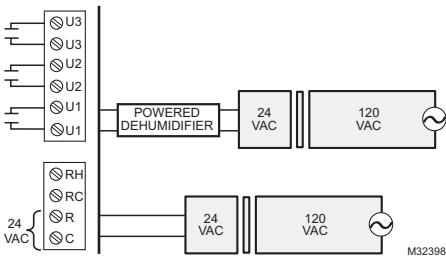 U3
U3
U2
U2
U1
U1
POWERED
DEHUMIDIFIER
24
VAC
120
VAC
RH
RC
R
C
24
VAC
24
VAC
120
VAC
M32398